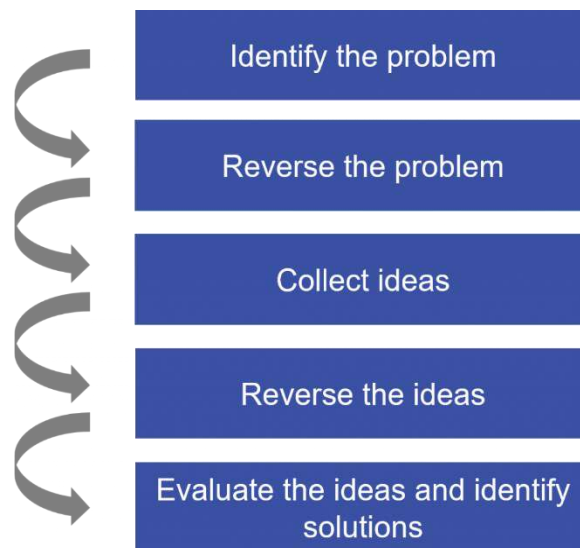 Identify the problem
Reverse the problem
Collect ideas
Reverse the ideas
Evaluate the ideas and identify
solutions